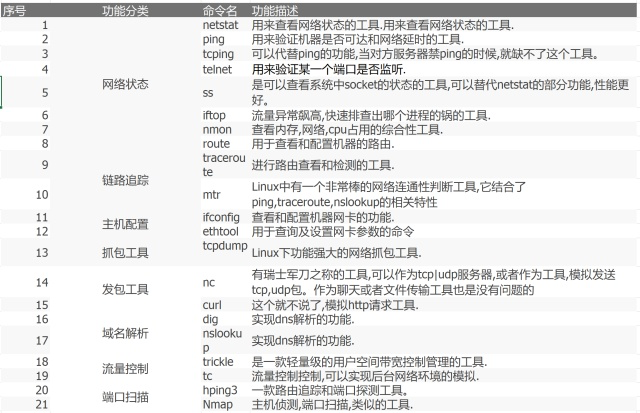 序号 功能分类 命令名 功能描述
1 netstat 用来查看网络状态的工具.用来查看网络状态的工具.
2 ping 用来验证机器是否可达和网络延时的工具.
3 tcping 可以代替ping的功能,当对方服务器禁ping的时候,就缺不了这个工具。
4 telnet 用来验证某一个端口是否监听.
网络状态
5 ss 是可以查看系统中socket的状态的工具,可以替代netstat的部分功能,性能更
好。
6 iftop 流量异常飙高,快速排查出哪个进程的锅的工具.
7 nmon 查看内存,网络,cpu占用的综合性工具.
8 route 用于查看和配置机器的路由.
9 tracerou
te 进行路由查看和检测的工具.
链路追踪
10 mtr Linux中有一个非常棒的网络连通性判断工具,它结合了
ping,traceroute,nslookup的相关特性
11 ifconfig 查看和配置机器网卡的功能.
主机配置
12 ethtool 用于查询及设置网卡参数的命令
13 抓包工具 tcpdump Linux下功能强大的网络抓包工具.
14 发包工具 nc 有瑞士军刀之称的工具,可以作为tcp|udp服务器,或者作为工具,模拟发送
tcp,udp包。作为聊天或者文件传输工具也是没有问题的
15 curl 这个就不说了,模拟http请求工具.
16 dig 实现dns解析的功能.
域名解析
17 nslooku
p 实现dns解析的功能.
18 trickle 是一款轻量级的用户空间带宽控制管理的工具.
流量控制
19 tc 流量控制控制,可以实现后台网络环境的模拟.
20 hping3 一款路由追踪和端口探测工具。
端口扫描
21 Nmap 主机侦测,端口扫描,类似的工具.